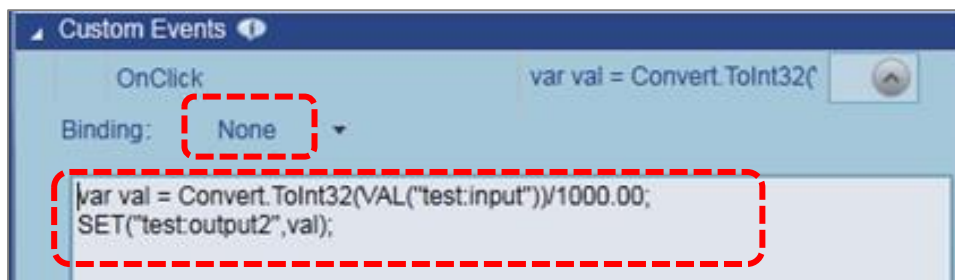 Custom Events
OnClick var val = Convert.ToInt32("
Binding: None
var val = Convert.ToInt32(VAL("test:input"))/1000.00;
SET("test:output2",val);